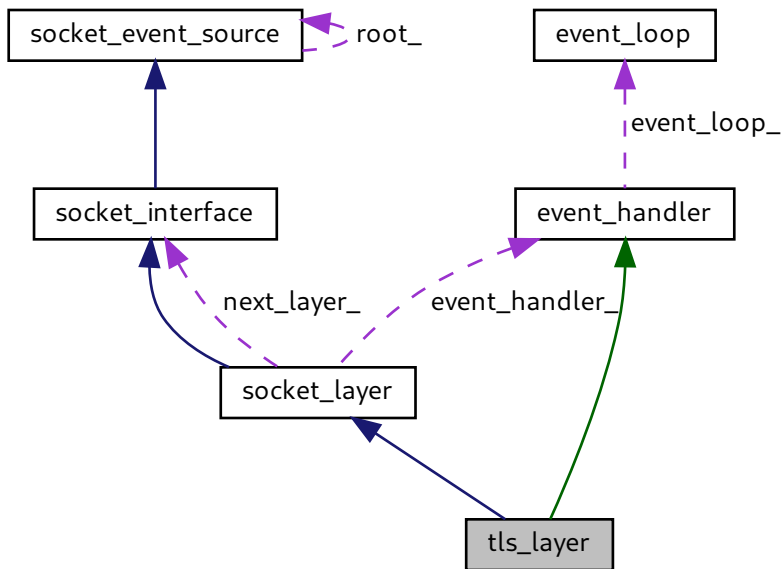 socket_event_source
root_
event_loop
event_loop_
socket_interface
event_handler
next_layer_
event_handler_
socket_layer
tls_layer